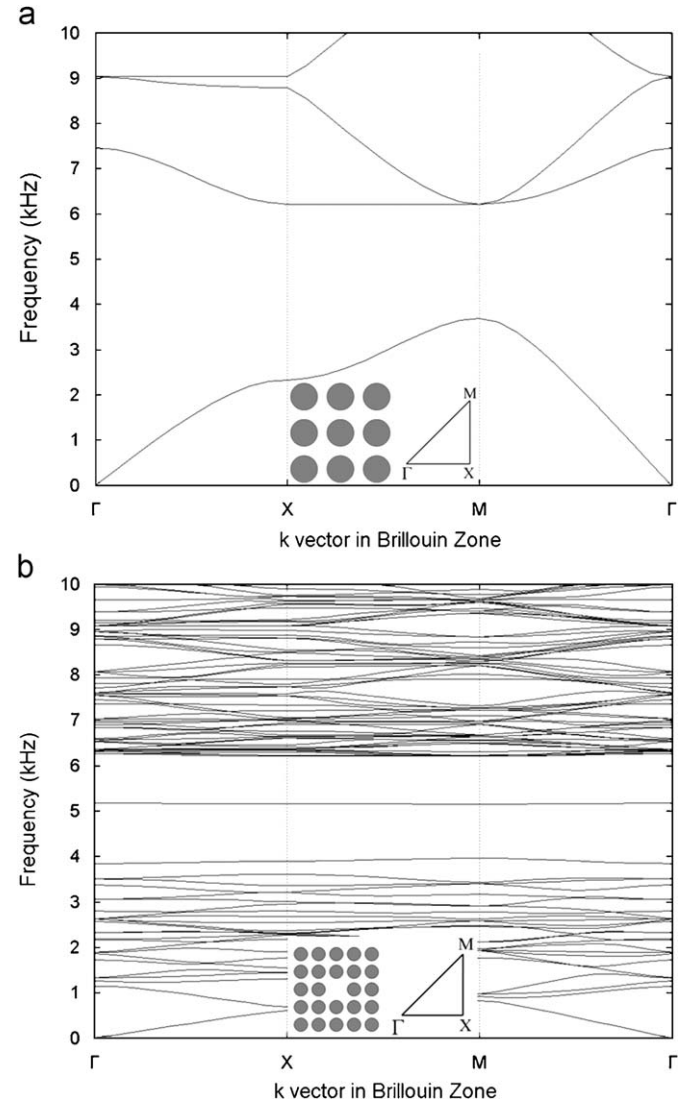 a
10
9
8
7
6
5
4
3
2
1
0
Frequency (kHz)
M
Γ
X
Γ
X
M
Γ
k vector in Brillouin Zone
b
10
9
8
7
6
5
4
3
2
1
0
Frequency (kHz)
M
Γ
X
Γ
X
M
Γ
k vector in Brillouin Zone